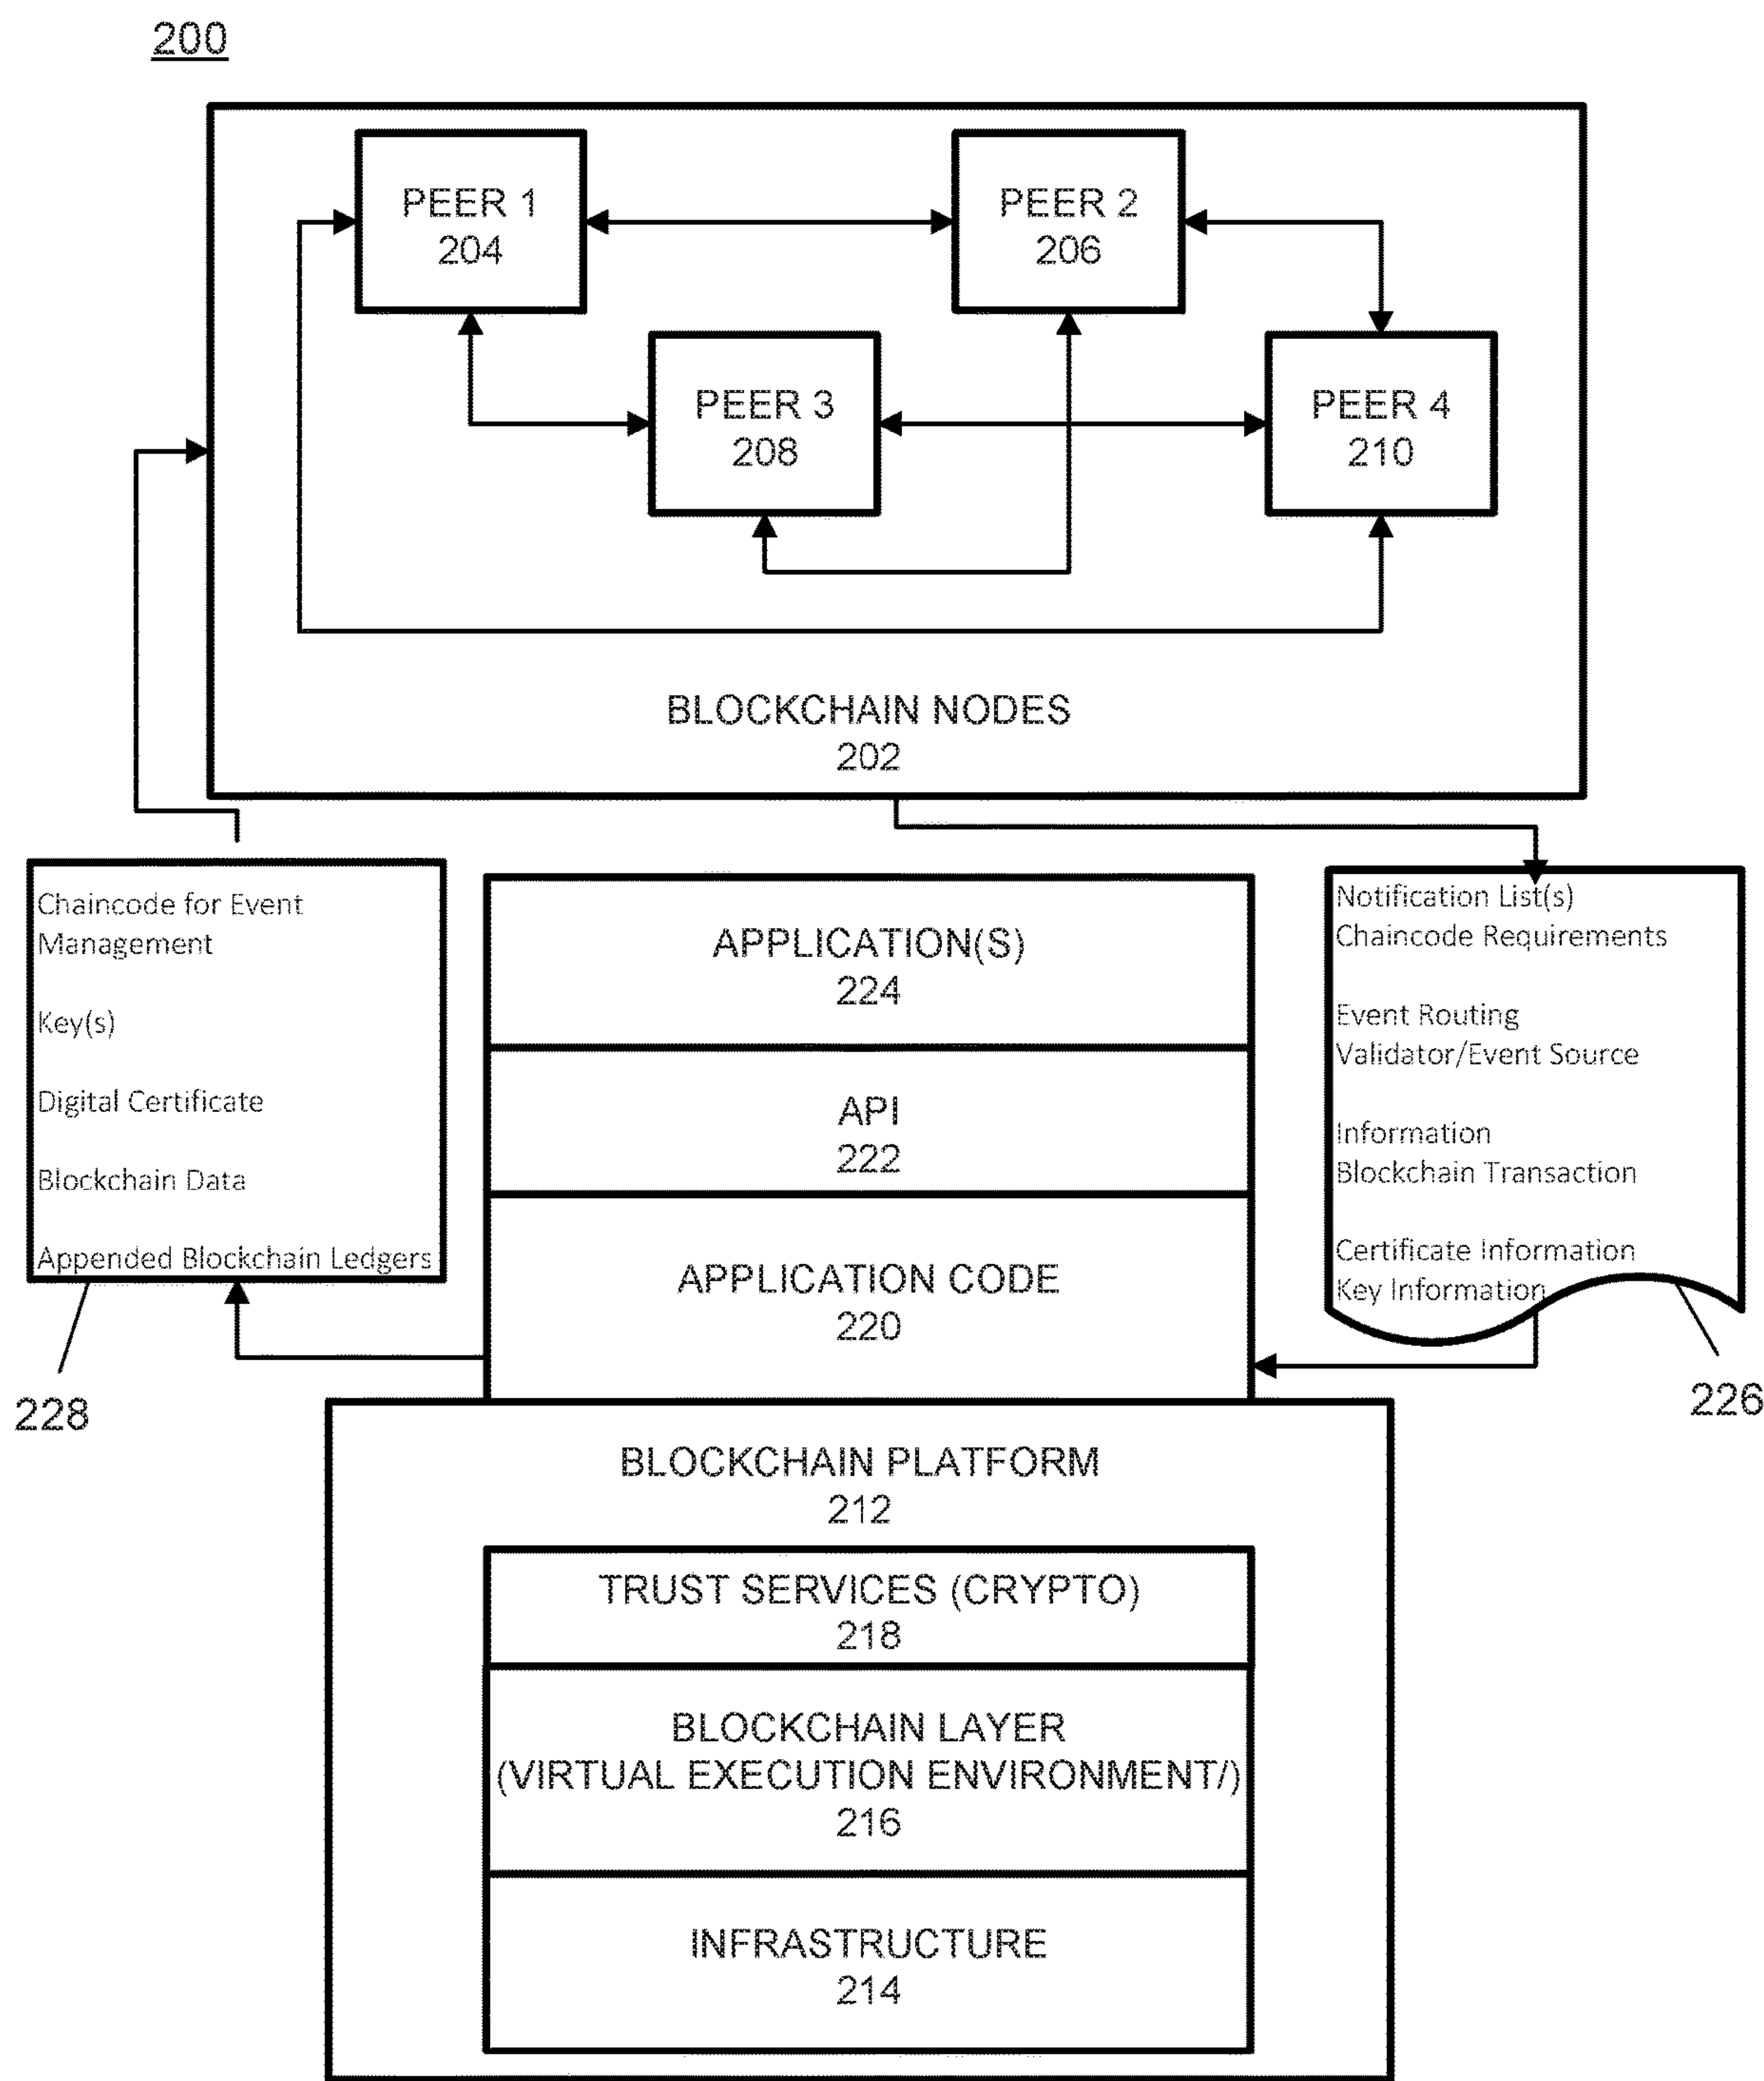 200
PEER 1
204
PEER 2
206
PEER 3
208
PEER 4
210
BLOCKCHAIN NODES
202
Chaincode for Event
Management
Key(s)
Digital Certificate
Blockchain Data
Appended Blockchain Ledgers
228
APPLICATION(S)
224
API
222
APPLICATION CODE
220
Notification List(s)
Chaincode Requirements
Event Routing
Validator/Event Source
Information
Blockchain Transaction
Certificate Information
Key Information
226
BLOCKCHAIN PLATFORM
212
TRUST SERVICES (CRYPTO)
218
BLOCKCHAIN LAYER
(VIRTUAL EXECUTION ENVIRONMENT/)
216
INFRASTRUCTURE
214